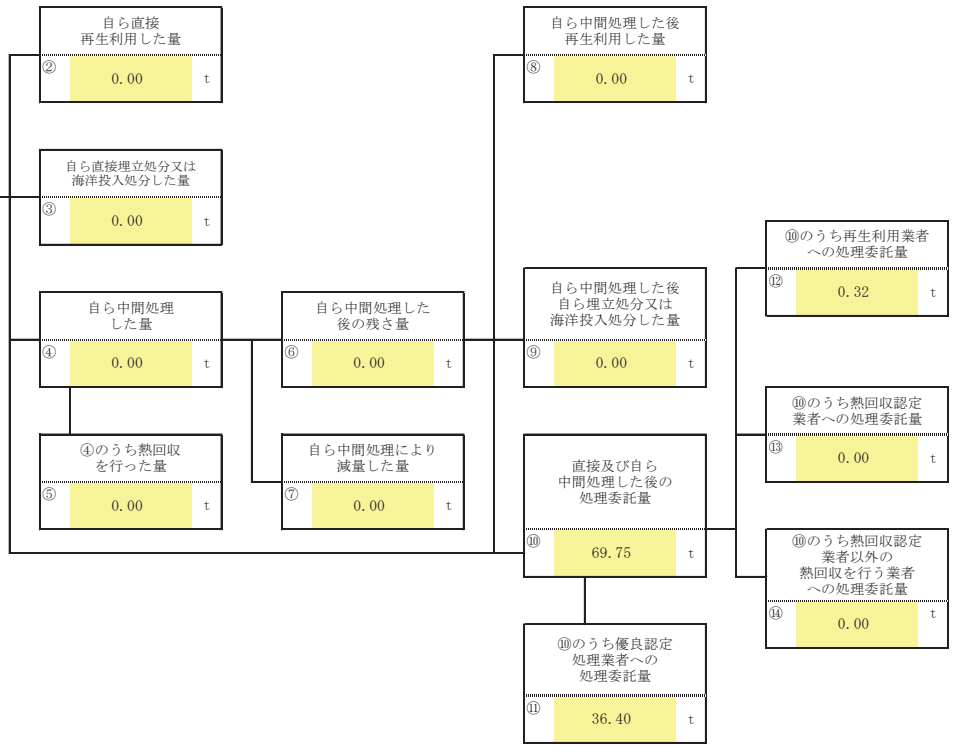 自ら直接
再生利用した量
② 0.00 t
自ら直接埋立処分又は
海洋投入処分した量
③ 0.00 t
自ら中間処理
した量
④ 0.00 t
④のうち熱回収
を行った量
⑤ 0.00 t
自ら中間処理した
後の残さ量
⑥ 0.00 t
自ら中間処理により
減量した量
⑦ 0.00 t
自ら中間処理した後
再生利用した量
⑧ 0.00 t
自ら中間処理した後
自ら埋立処分又は
海洋投入処分した量
⑨ 0.00 t
直接及び自ら
中間処理した後の
処理委託量
⑩ 69.75 t
⑩のうち優良認定
処理業者への
処理委託量
⑪ 36.40 t
⑩のうち再生利用業者
への処理委託量
⑫ 0.32 t
⑩のうち熱回収認定
業者への処理委託量
⑬ 0.00 t
⑩のうち熱回収認定
業者以外の
熱回収を行う業者
への処理委託量
⑭ 0.00 t